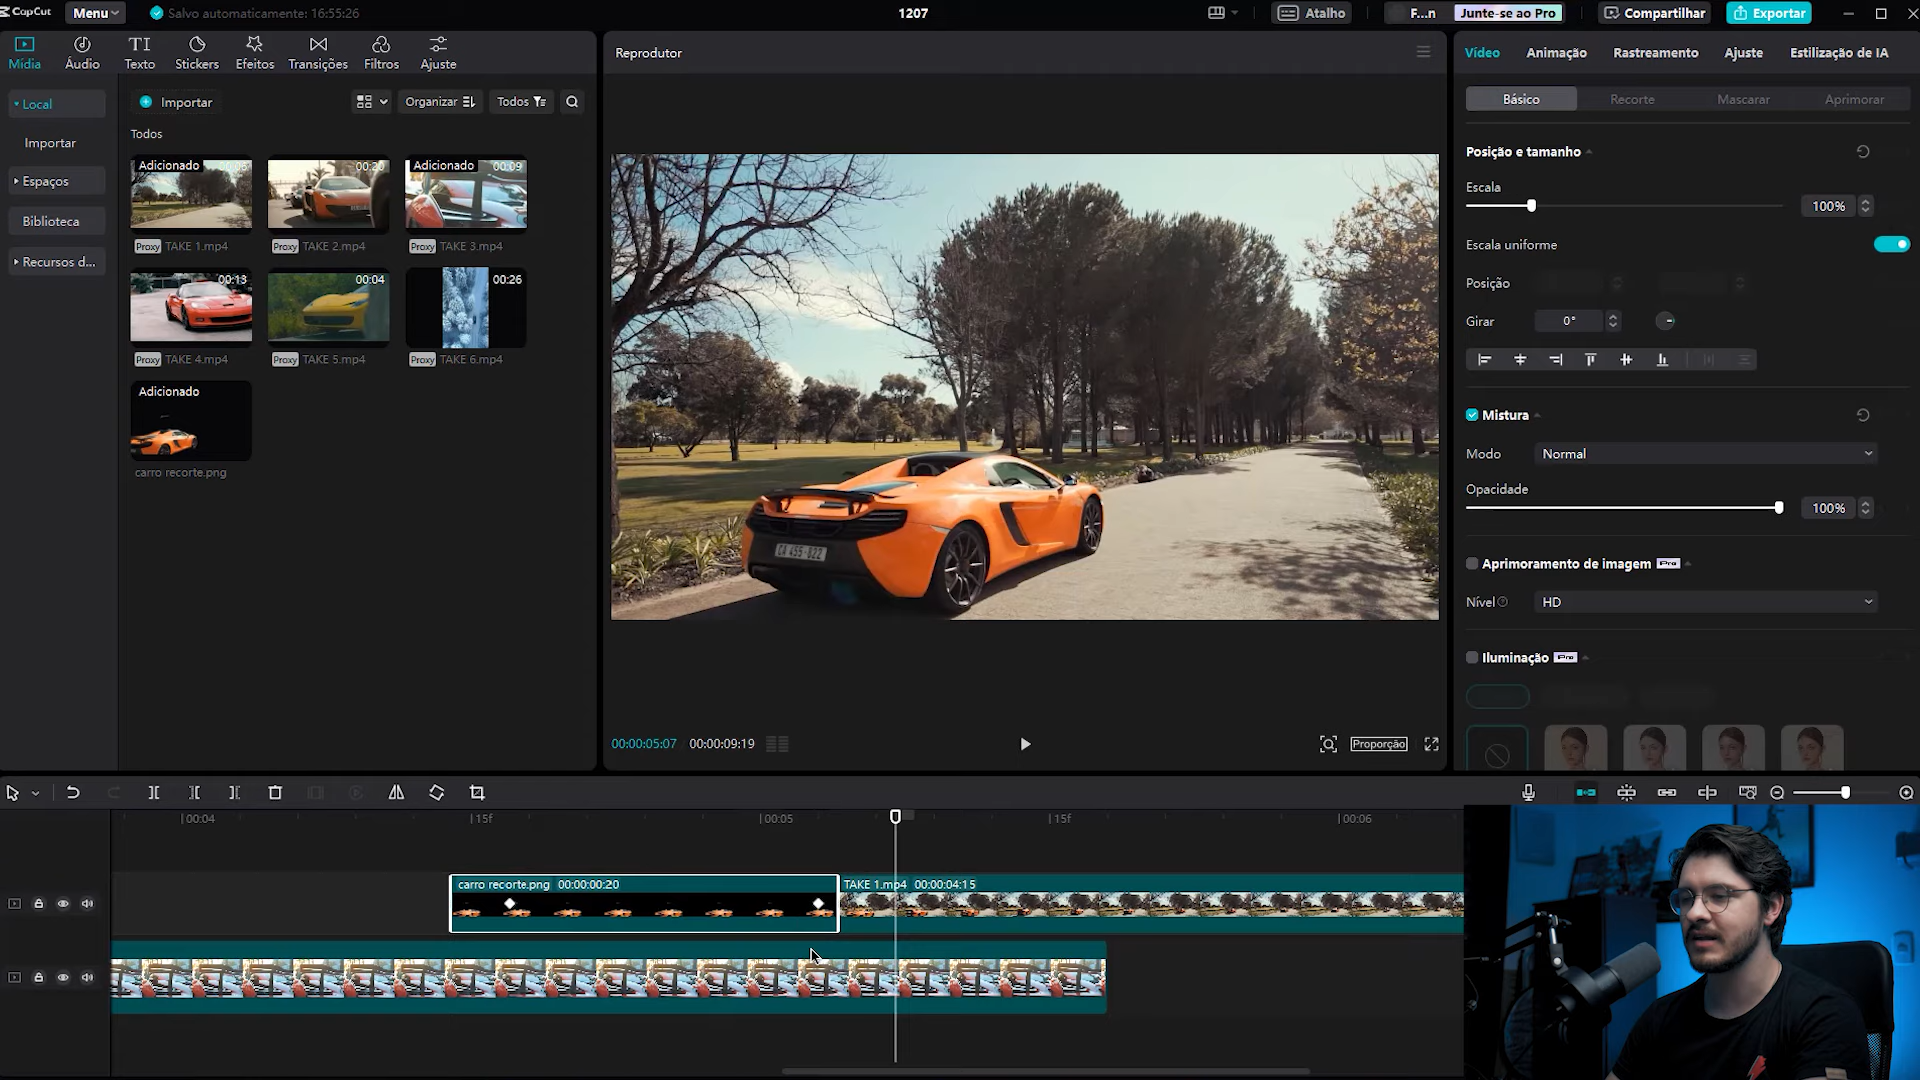 CapCut
Menu
Salvo automaticamente: 16:55:26
1207
Atalho
F...n
Junte-se ao Pro
Compartilhar
Exportar
Mídia
Áudio
Texto
Stickers
Efeitos
Transições
Filtros
Ajuste
Reprodutor
Vídeo
Animação
Rastreamento
Ajuste
Estilização de IA
Local
Importar
Espaços
Biblioteca
Recursos d...
Importar
Organizar
Todos
Todos
Adicionado
Proxy TAKE 1.mp4
00:20
Proxy TAKE 2.mp4
Adicionado 00:09
Proxy TAKE 3.mp4
00:13
Proxy TAKE 4.mp4
00:04
Proxy TAKE 5.mp4
00:26
Proxy TAKE 6.mp4
Adicionado
carro recorte.png
CA 455-822
00:00:05:07
00:00:09:19
Proporção
Básico
Recorte
Mascarar
Aprimorar
Posição e tamanho
Escala
100%
Escala uniforme
Posição
Girar
0°
Mistura
Modo
Normal
Opacidade
100%
Aprimoramento de imagem Pro
Nível
HD
Iluminação Pro
00:04
15f
00:05
15f
00:06
carro recorte.png 00:00:00:20
TAKE 1.mp4 00:00:04:15